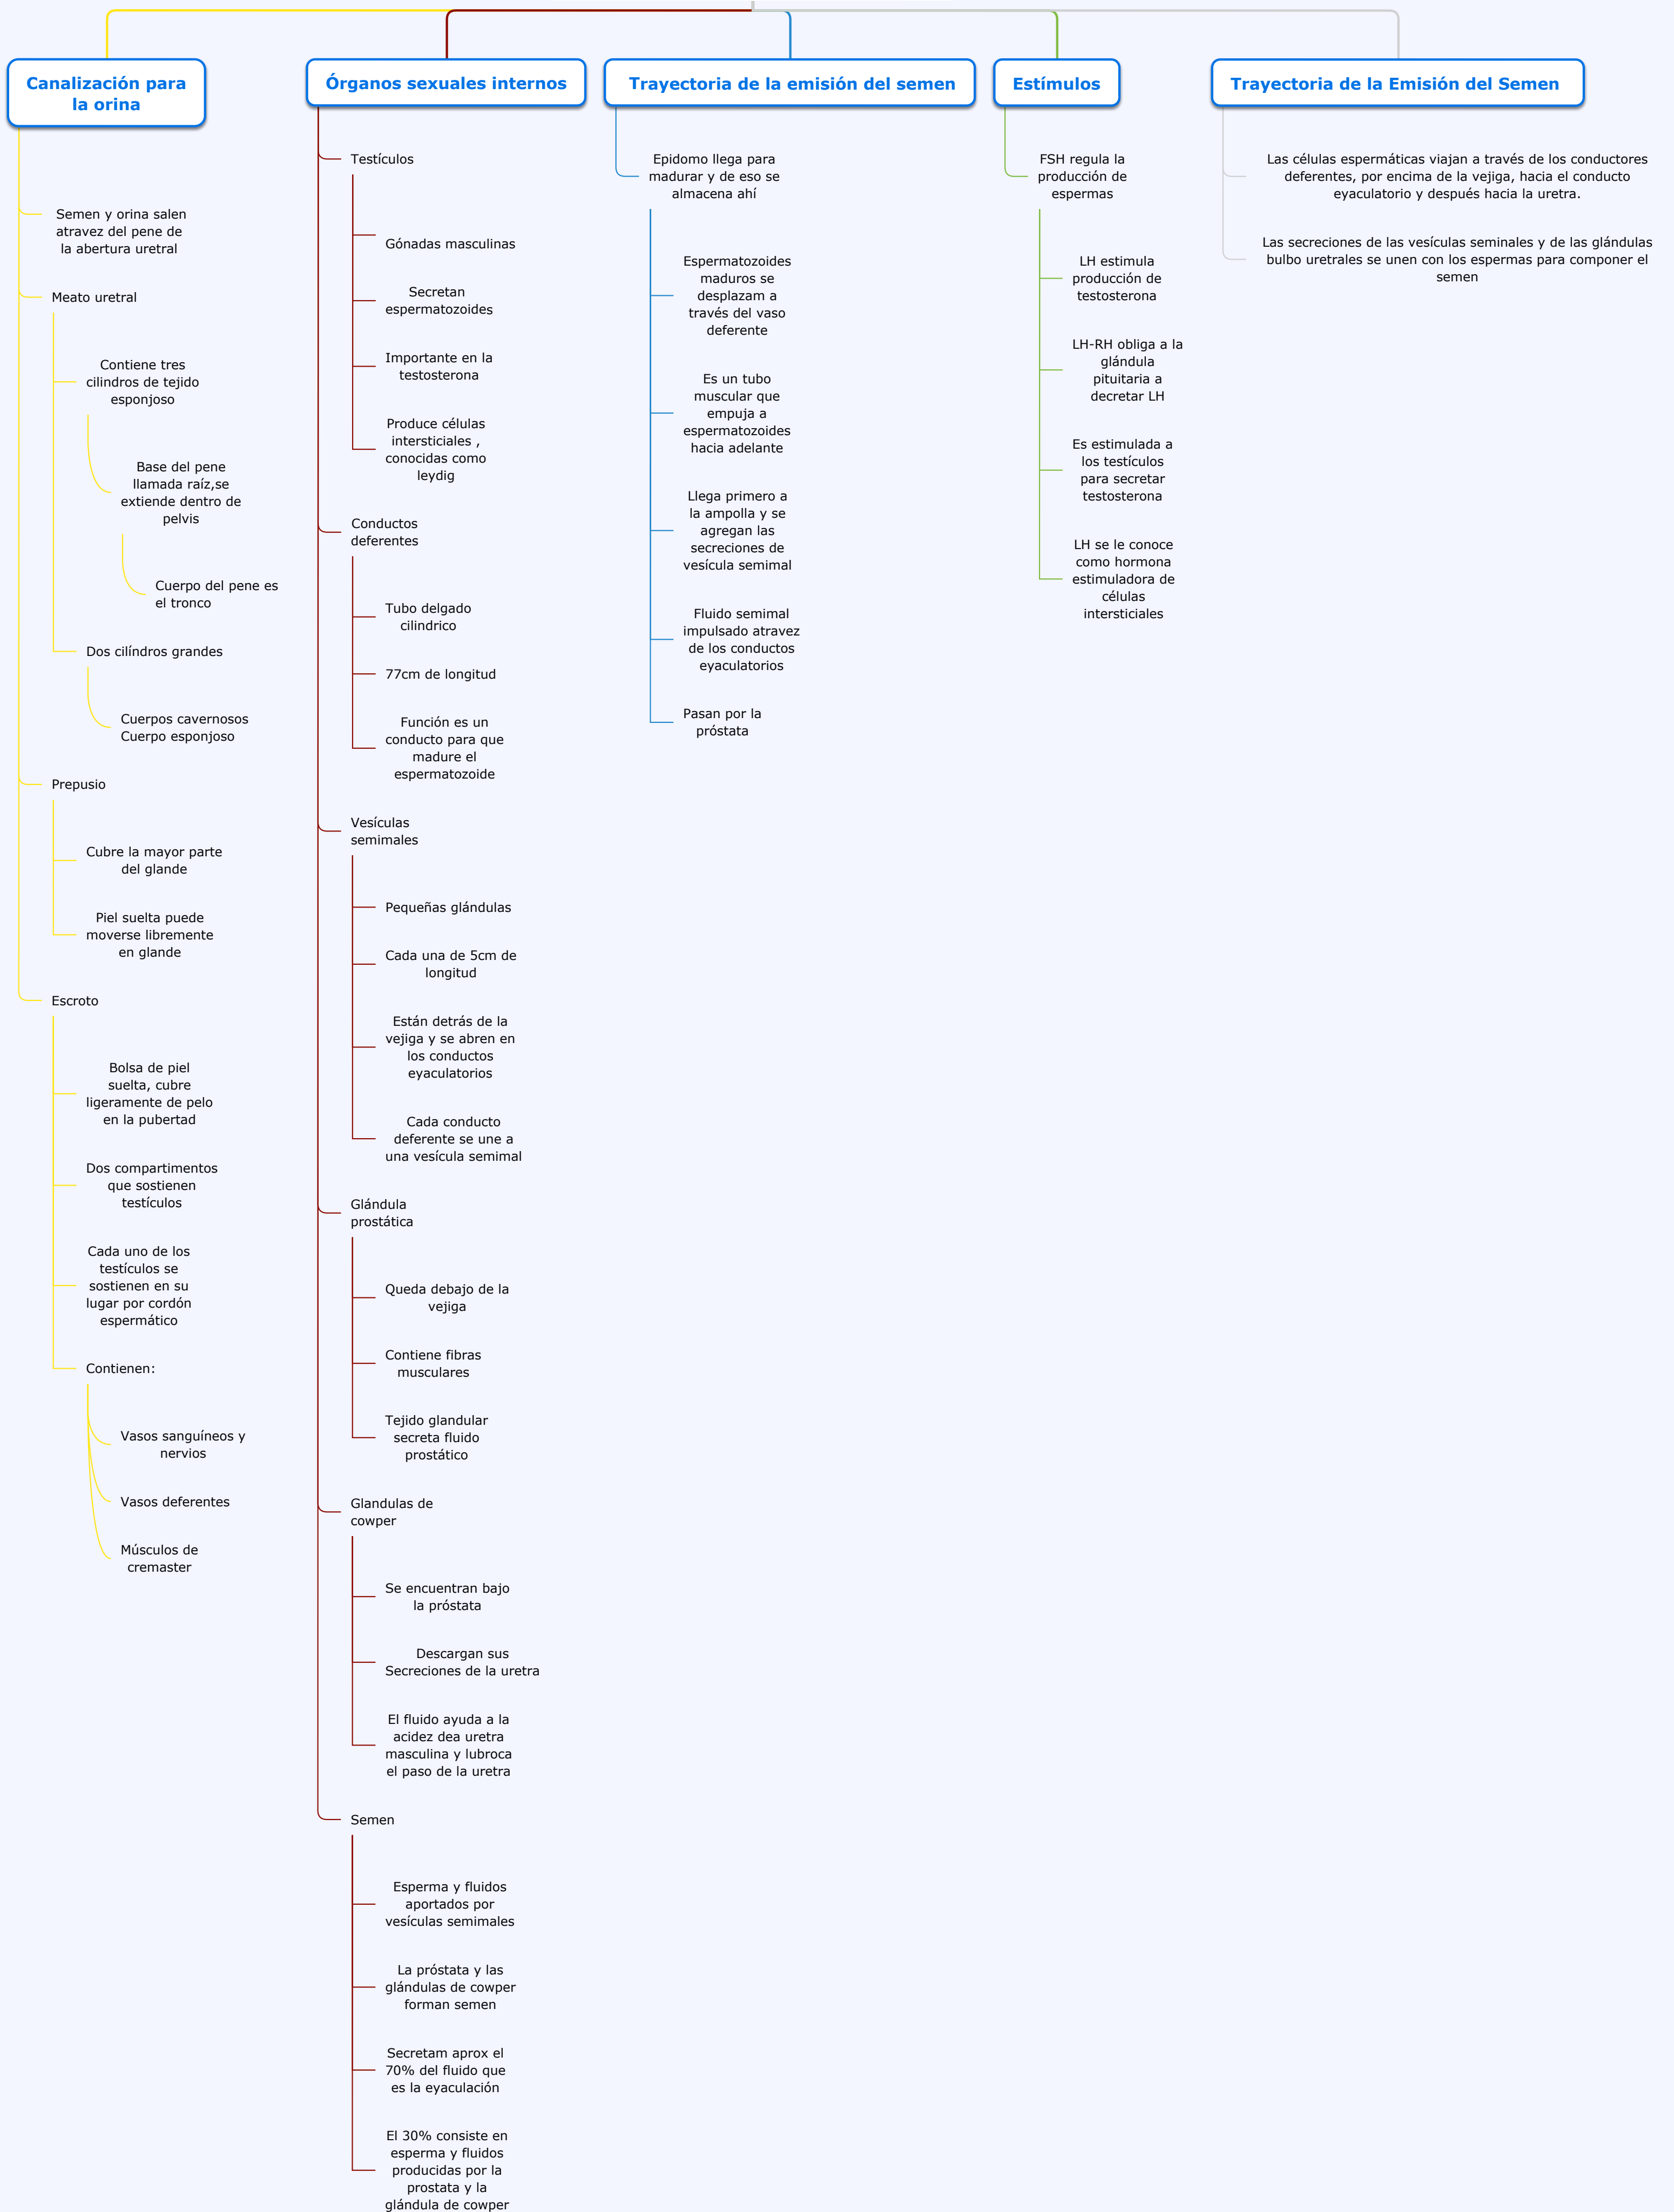 Canalización para
la orina
Semen y orina salen
atravez del pene de
la abertura uretral
Meato uretral
Contiene tres
cilindros de tejido
esponjoso
Base del pene
llamada raíz,se
extiende dentro de
pelvis
Cuerpo del pene es
el tronco
Dos cilíndros grandes
Cuerpos cavernosos
Cuerpo esponjoso
Prepusio
Cubre la mayor parte
del glande
Piel suelta puede
moverse libremente
en glande
Escroto
Bolsa de piel
suelta, cubre
ligeramente de pelo
en la pubertad
Dos compartimentos
que sostienen
testículos
Cada uno de los
testículos se
sostienen en su
lugar por cordón
espermático
Contienen:
Vasos sanguíneos y
nervios
Vasos deferentes
Músculos de
cremaster
Órganos sexuales internos
Testículos
Gónadas masculinas
Secretan
espermatozoides
Importante en la
testosterona
Produce células
intersticiales ,
conocidas como
leydig
Conductos
deferentes
Tubo delgado
cilindrico
77cm de longitud
Función es un
conducto para que
madure el
espermatozoide
Vesículas
semimales
Pequeñas glándulas
Cada una de 5cm de
longitud
Están detrás de la
vejiga y se abren en
los conductos
eyaculatorios
Cada conducto
deferente se une a
una vesícula semimal
Glándula
prostática
Queda debajo de la
vejiga
Contiene fibras
musculares
Tejido glandular
secreta fluido
prostático
Glandulas de
cowper
Se encuentran bajo
la próstata
Descargan sus
Secreciones de la uretra
El fluido ayuda a la
acidez dea uretra
masculina y lubroca
el paso de la uretra
Semen
Esperma y fluidos
aportados por
vesículas semimales
La próstata y las
glándulas de cowper
forman semen
Secretam aprox el
70% del fluido que
es la eyaculación
El 30% consiste en
esperma y fluidos
producidas por la
prostata y la
glándula de cowper
Trayectoria de la emisión del semen
Epidomo llega para
madurar y de eso se
almacena ahí
Espermatozoides
maduros se
desplazam a
través del vaso
deferente
Es un tubo
muscular que
empuja a
espermatozoides
hacia adelante
Llega primero a
la ampolla y se
agregan las
secreciones de
vesícula semimal
Fluido semimal
impulsado atravez
de los conductos
eyaculatorios
Pasan por la
próstata
Estímulos
FSH regula la
producción de
espermas
LH estimula
producción de
testosterona
LH-RH obliga a la
glándula
pituitaria a
decretar LH
Es estimulada a
los testículos
para secretar
testosterona
LH se le conoce
como hormona
estimuladora de
células
intersticiales
Trayectoria de la Emisión del Semen
Las células espermáticas viajan a través de los conductores
deferentes, por encima de la vejiga, hacia el conducto
eyaculatorio y después hacia la uretra.
Las secreciones de las vesículas seminales y de las glándulas
bulbo uretrales se unen con los espermas para componer el
semen